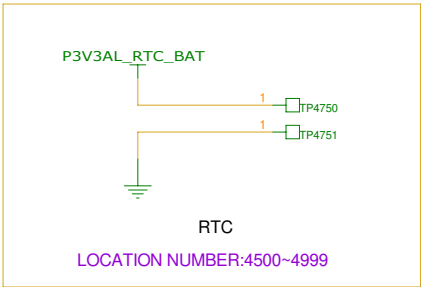 P3V3AL_RTC_BAT
1
TP4750
1
TP4751
RTC
LOCATION NUMBER:4500~4999